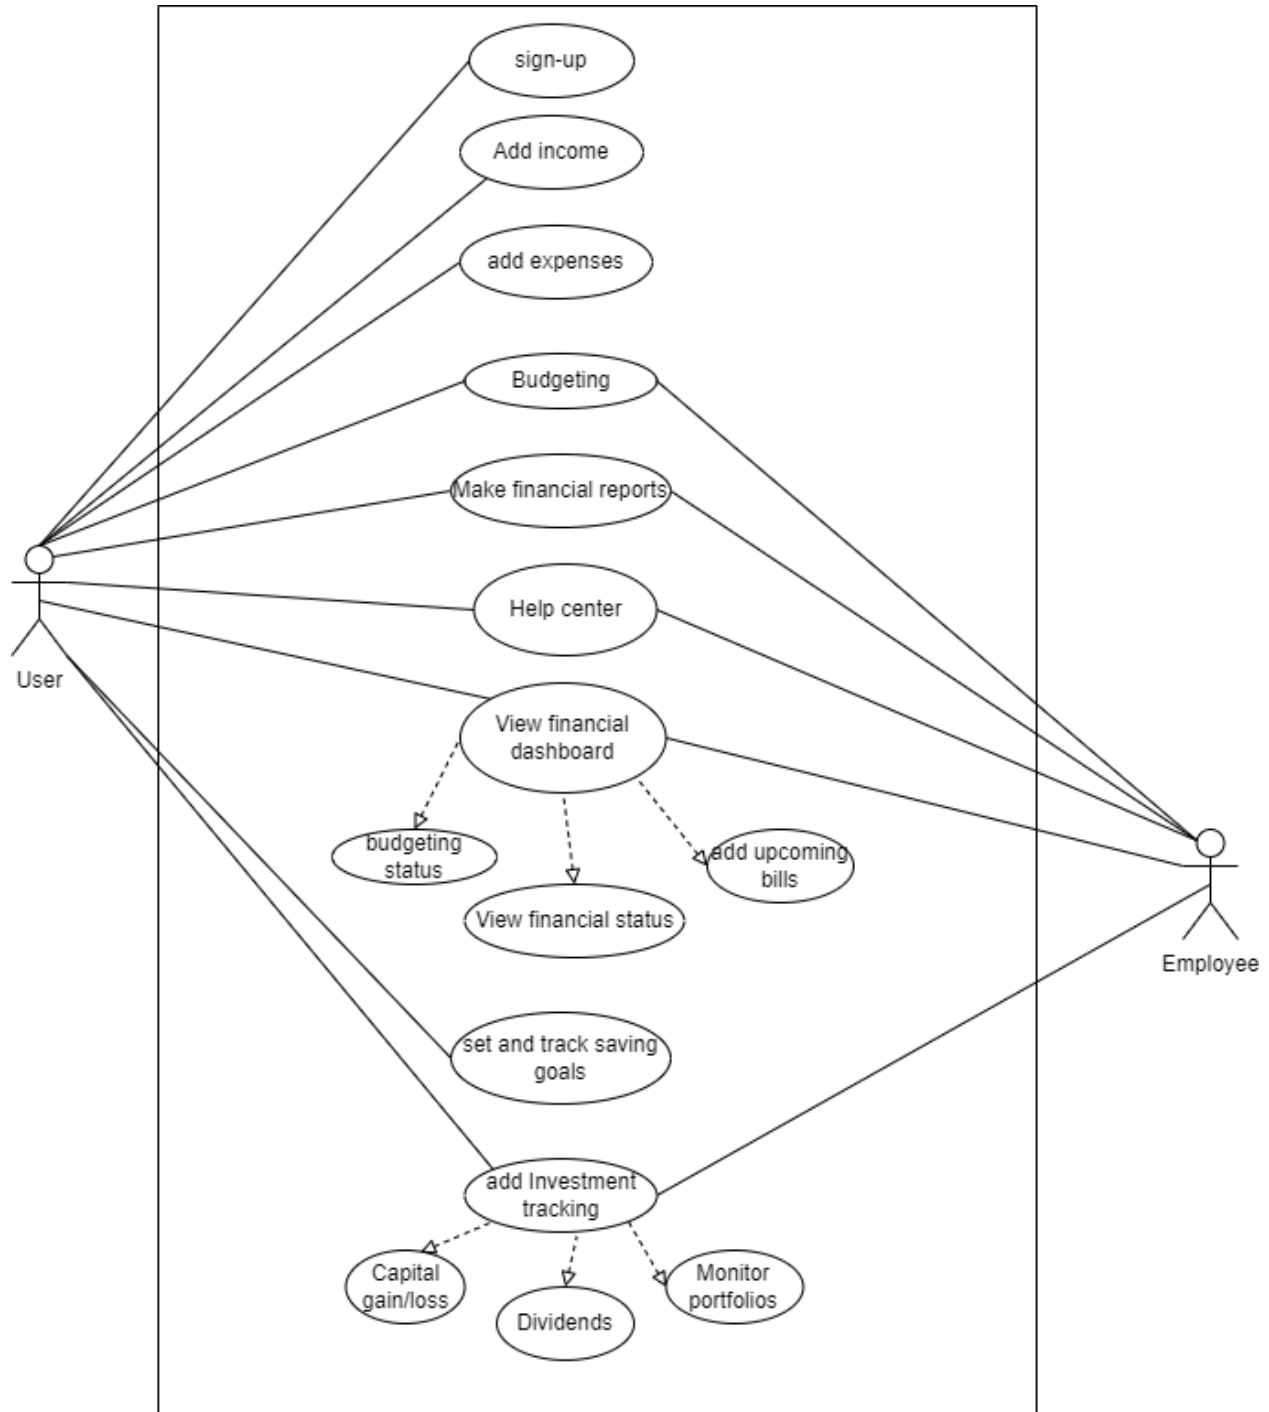 sign-up
Add income
add expenses
Budgeting
Make financial reports
Help center
User
View financial
dashboard
budgeting
status
add upcoming
bills
View financial status
Employee
set and track saving
goals
add Investment
tracking
Capital
gain/loss
Dividends
Monitor
portfolios